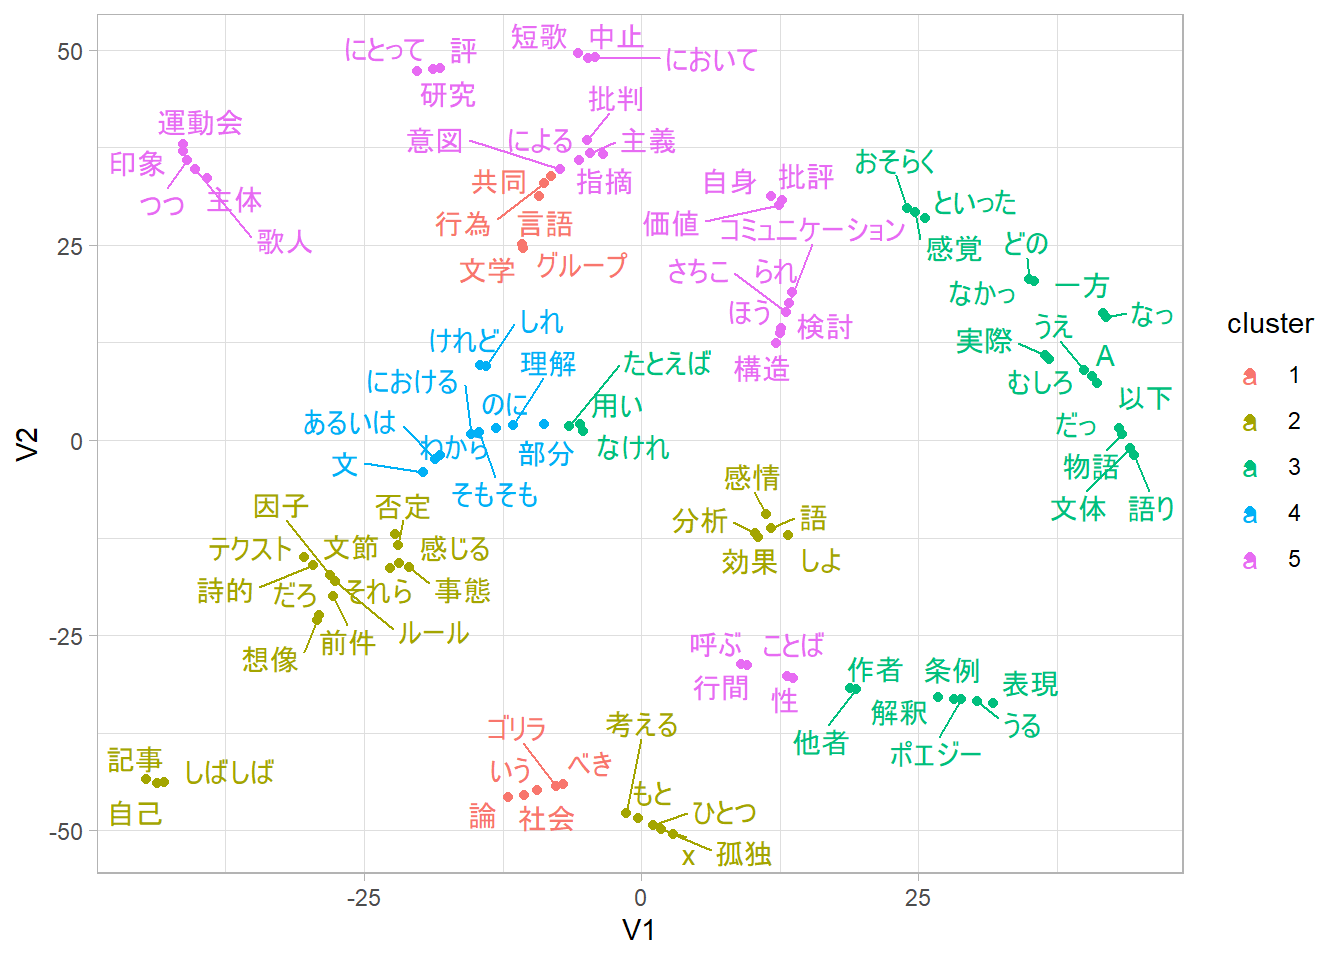 50
25
0
-25
-50
V2
-25
0
25
V1
にとって
評
研究
短歌
中止
において
批判
意図
による
主義
指摘
運動会
印象
つつ
主体
歌人
共同
行為
言語
文学
グループ
自身
批評
価値
コミュニケーション
さちこ
られ
ほう
検討
構造
おそらく
といった
感覚
どの
なかっ
一方
なっ
実際
うえ
A
むしろ
以下
だっ
物語
文体
語り
しれ
けれど
における
理解
のに
あるいは
わから
文
部分
そもそも
たとえば
用い
なけれ
感情
分析
語
効果
しよ
因子
否定
テクスト
文節
感じる
詩的
だろ
それら
事態
前件
ルール
想像
呼ぶ
ことば
行間
性
作者
条例
表現
解釈
うる
他者
ポエジー
ゴリラ
いう
べき
論
社会
考える
もと
ひとつ
x
孤独
記事
しばしば
自己
cluster
a 1
a 2
a 3
a 4
a 5